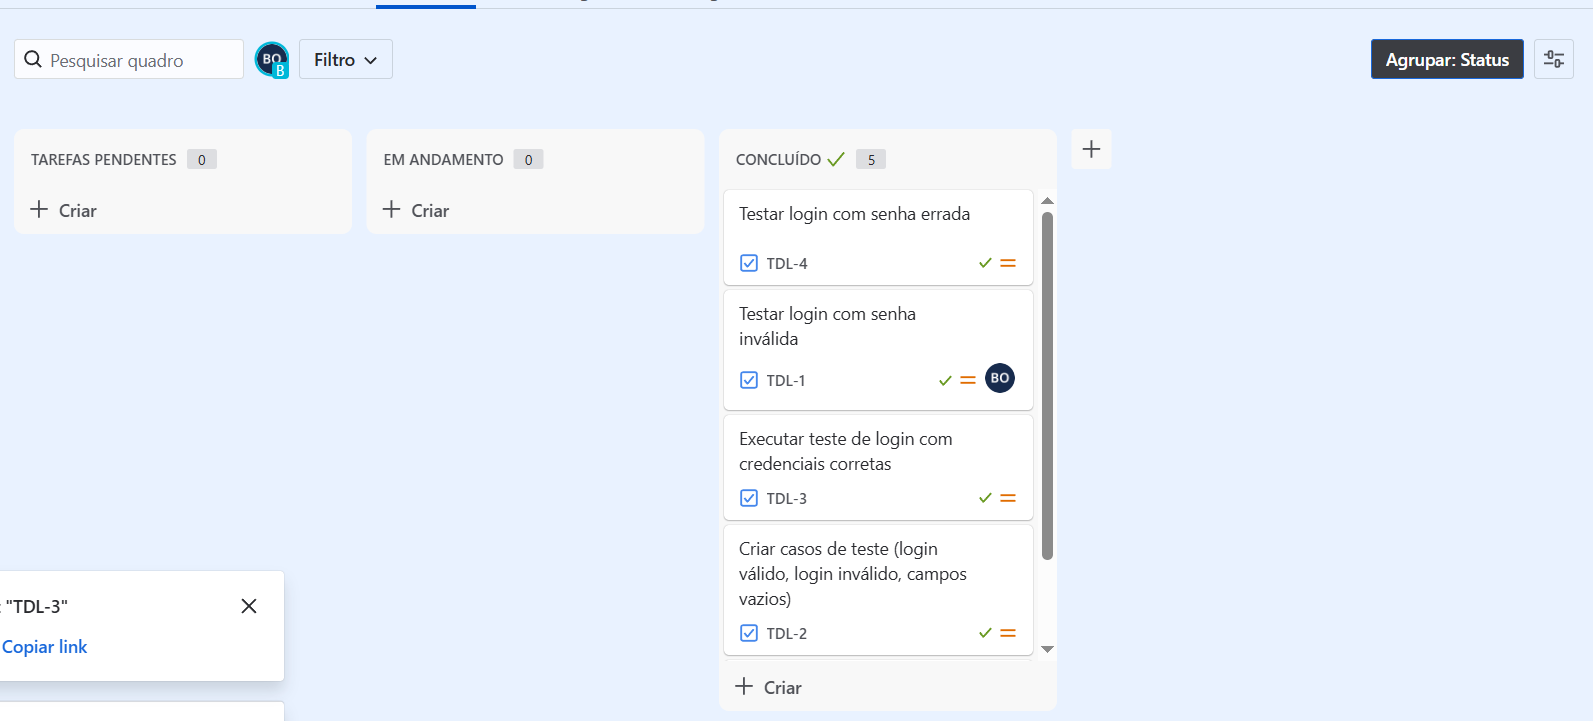 Pesquisar quadro
BO
B
Filtro
Agrupar: Status
TAREFAS PENDENTES 0
Criar
EM ANDAMENTO 0
Criar
CONCLUÍDO 5
Testar login com senha errada
TDL-4
Testar login com senha
inválida
TDL-1
BO
Executar teste de login com
credenciais corretas
TDL-3
Criar casos de teste (login
válido, login inválido, campos
vazios)
TDL-2
Criar
"TDL-3"
Copiar link